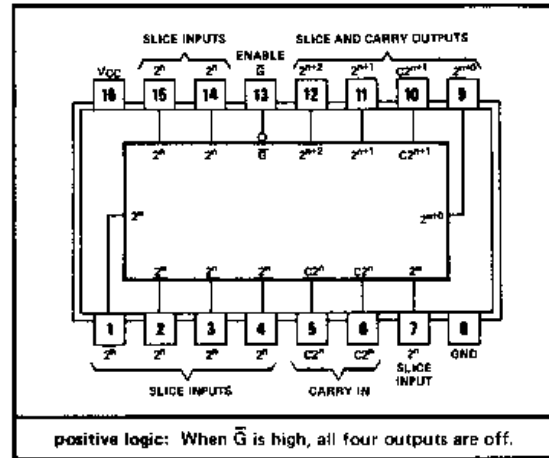 SLICE INPUTS ENABLE SLICE AND CARRY OUTPUTS
VCC 2ⁿ 2ⁿ G̅ 2ⁿ⁺² 2ⁿ⁺¹ C2ⁿ⁺¹ 2ⁿ⁺⁰
16 15 14 13 12 11 10 9
2ⁿ 2ⁿ G̅ 2ⁿ⁺² 2ⁿ⁺¹ C2ⁿ⁺¹
2ⁿ 2ⁿ⁺⁰
2ⁿ 2ⁿ 2ⁿ C2ⁿ C2ⁿ 2ⁿ
1 2 3 4 5 6 7 8
2ⁿ 2ⁿ 2ⁿ 2ⁿ C2ⁿ C2ⁿ 2ⁿ GND
SLICE INPUTS CARRY IN SLICE
INPUT
positive logic: When G̅ is high, all four outputs are off.